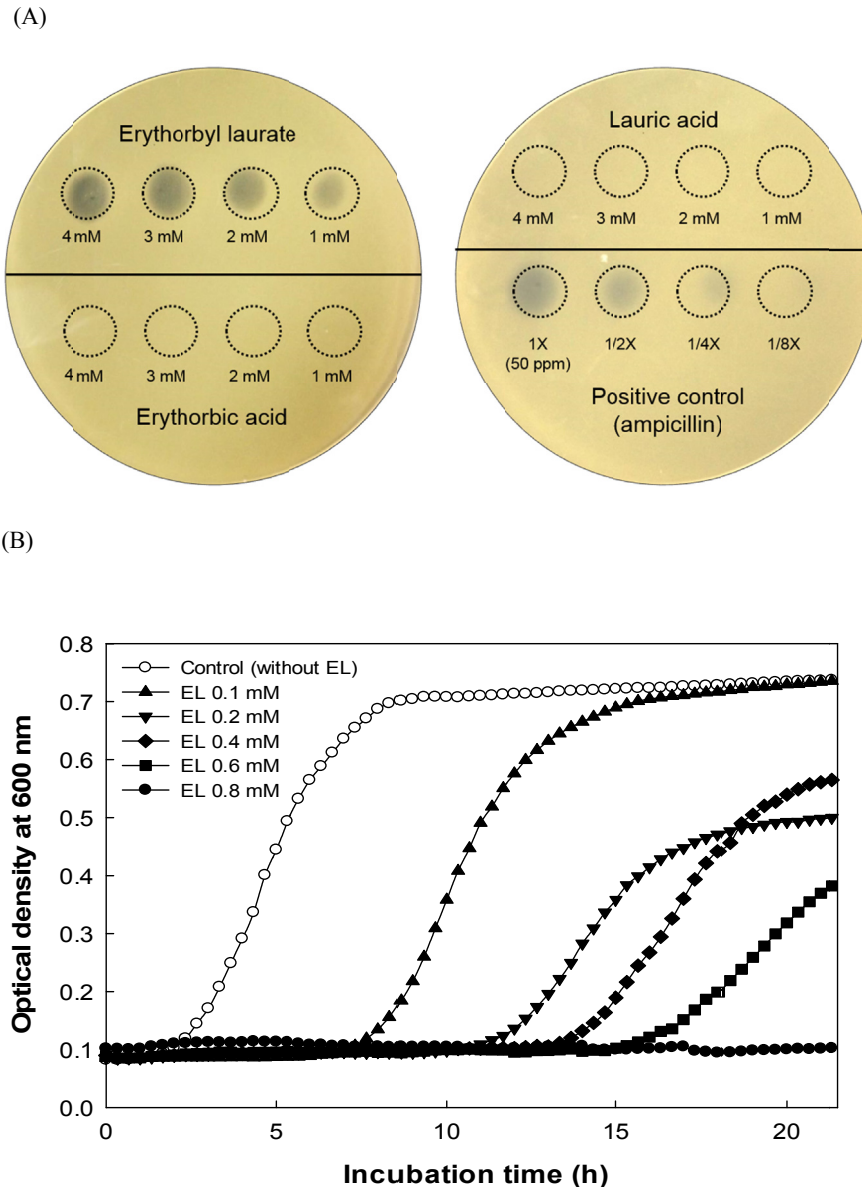 (A)
Erythorbyl laurate
4 mM 3 mM 2 mM 1 mM
4 mM 3 mM 2 mM 1 mM
Erythorbic acid
Lauric acid
4 mM 3 mM 2 mM 1 mM
1X 1/2X 1/4X 1/8X
(50 ppm)
Positive control
(ampicillin)
(B)
Optical density at 600 nm
0.8
0.7
0.6
0.5
0.4
0.3
0.2
0.1
0.0
Control (without EL)
EL 0.1 mM
EL 0.2 mM
EL 0.4 mM
EL 0.6 mM
EL 0.8 mM
0 5 10 15 20
Incubation time (h)